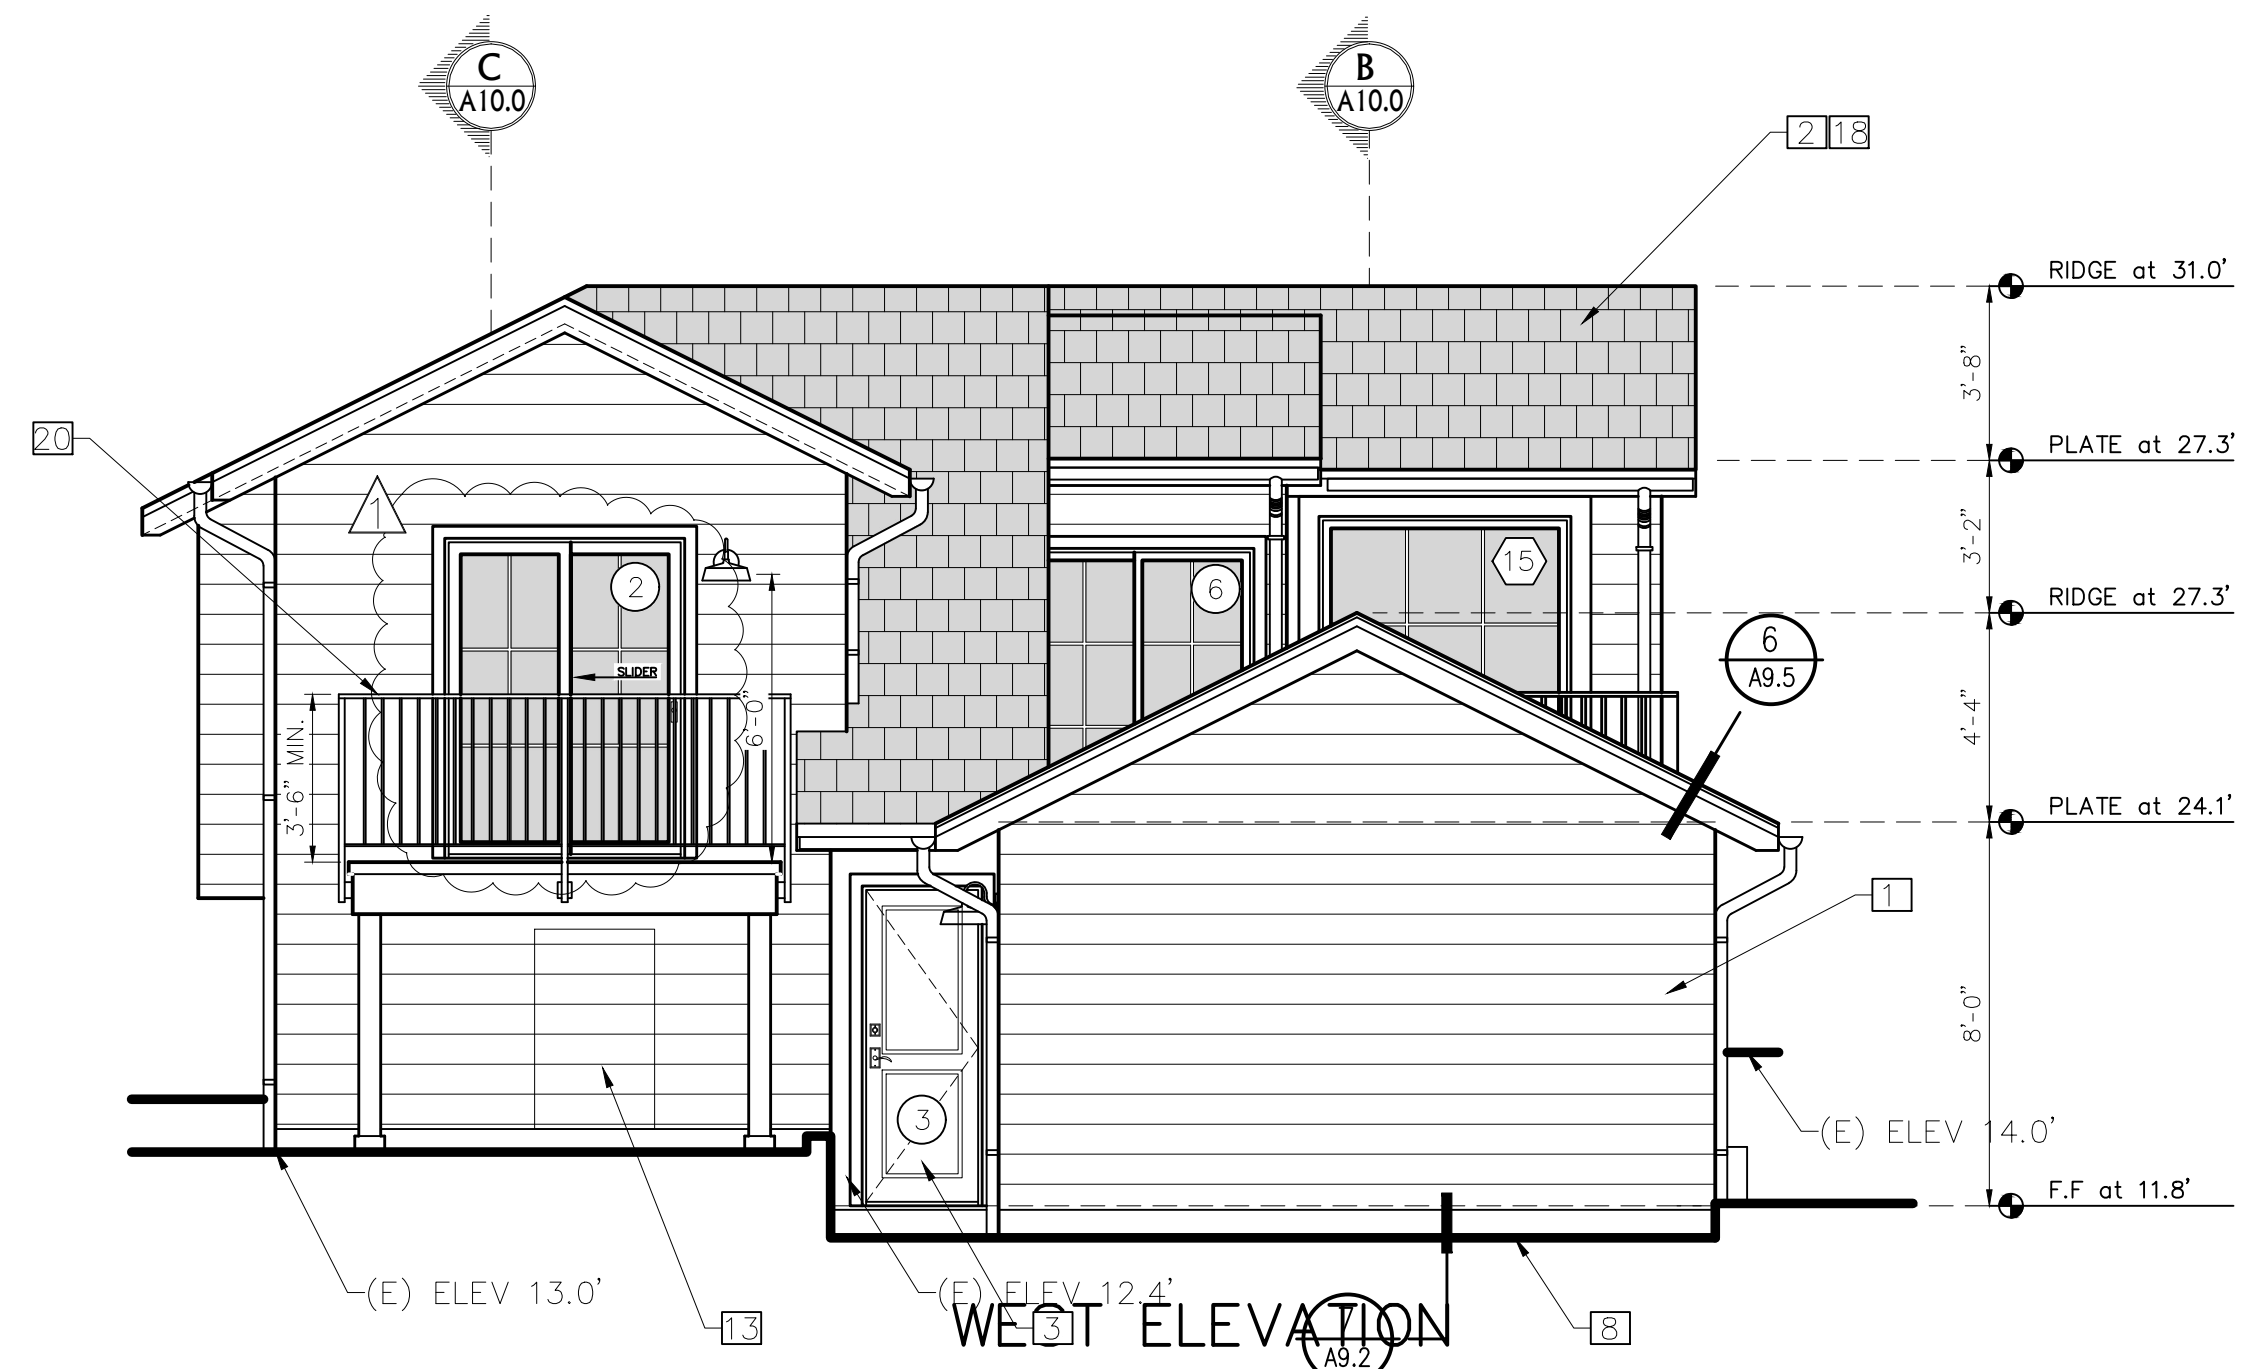 C
A10.0
B
A10.0
2 18
RIDGE at 31.0'
3'-8"
20
PLATE at 27.3'
1
3'-2"
15
2
6
RIDGE at 27.3'
6
A9.5
SLIDER
3'-6" MIN.
6'-0"
4'-4"
PLATE at 24.1'
1
8'-0"
3
(E) ELEV 14.0'
F.F at 11.8'
(E) ELEV 13.0'
(E) ELEV 12.4'
13
3
8
WEST ELEVATION
7
A9.2